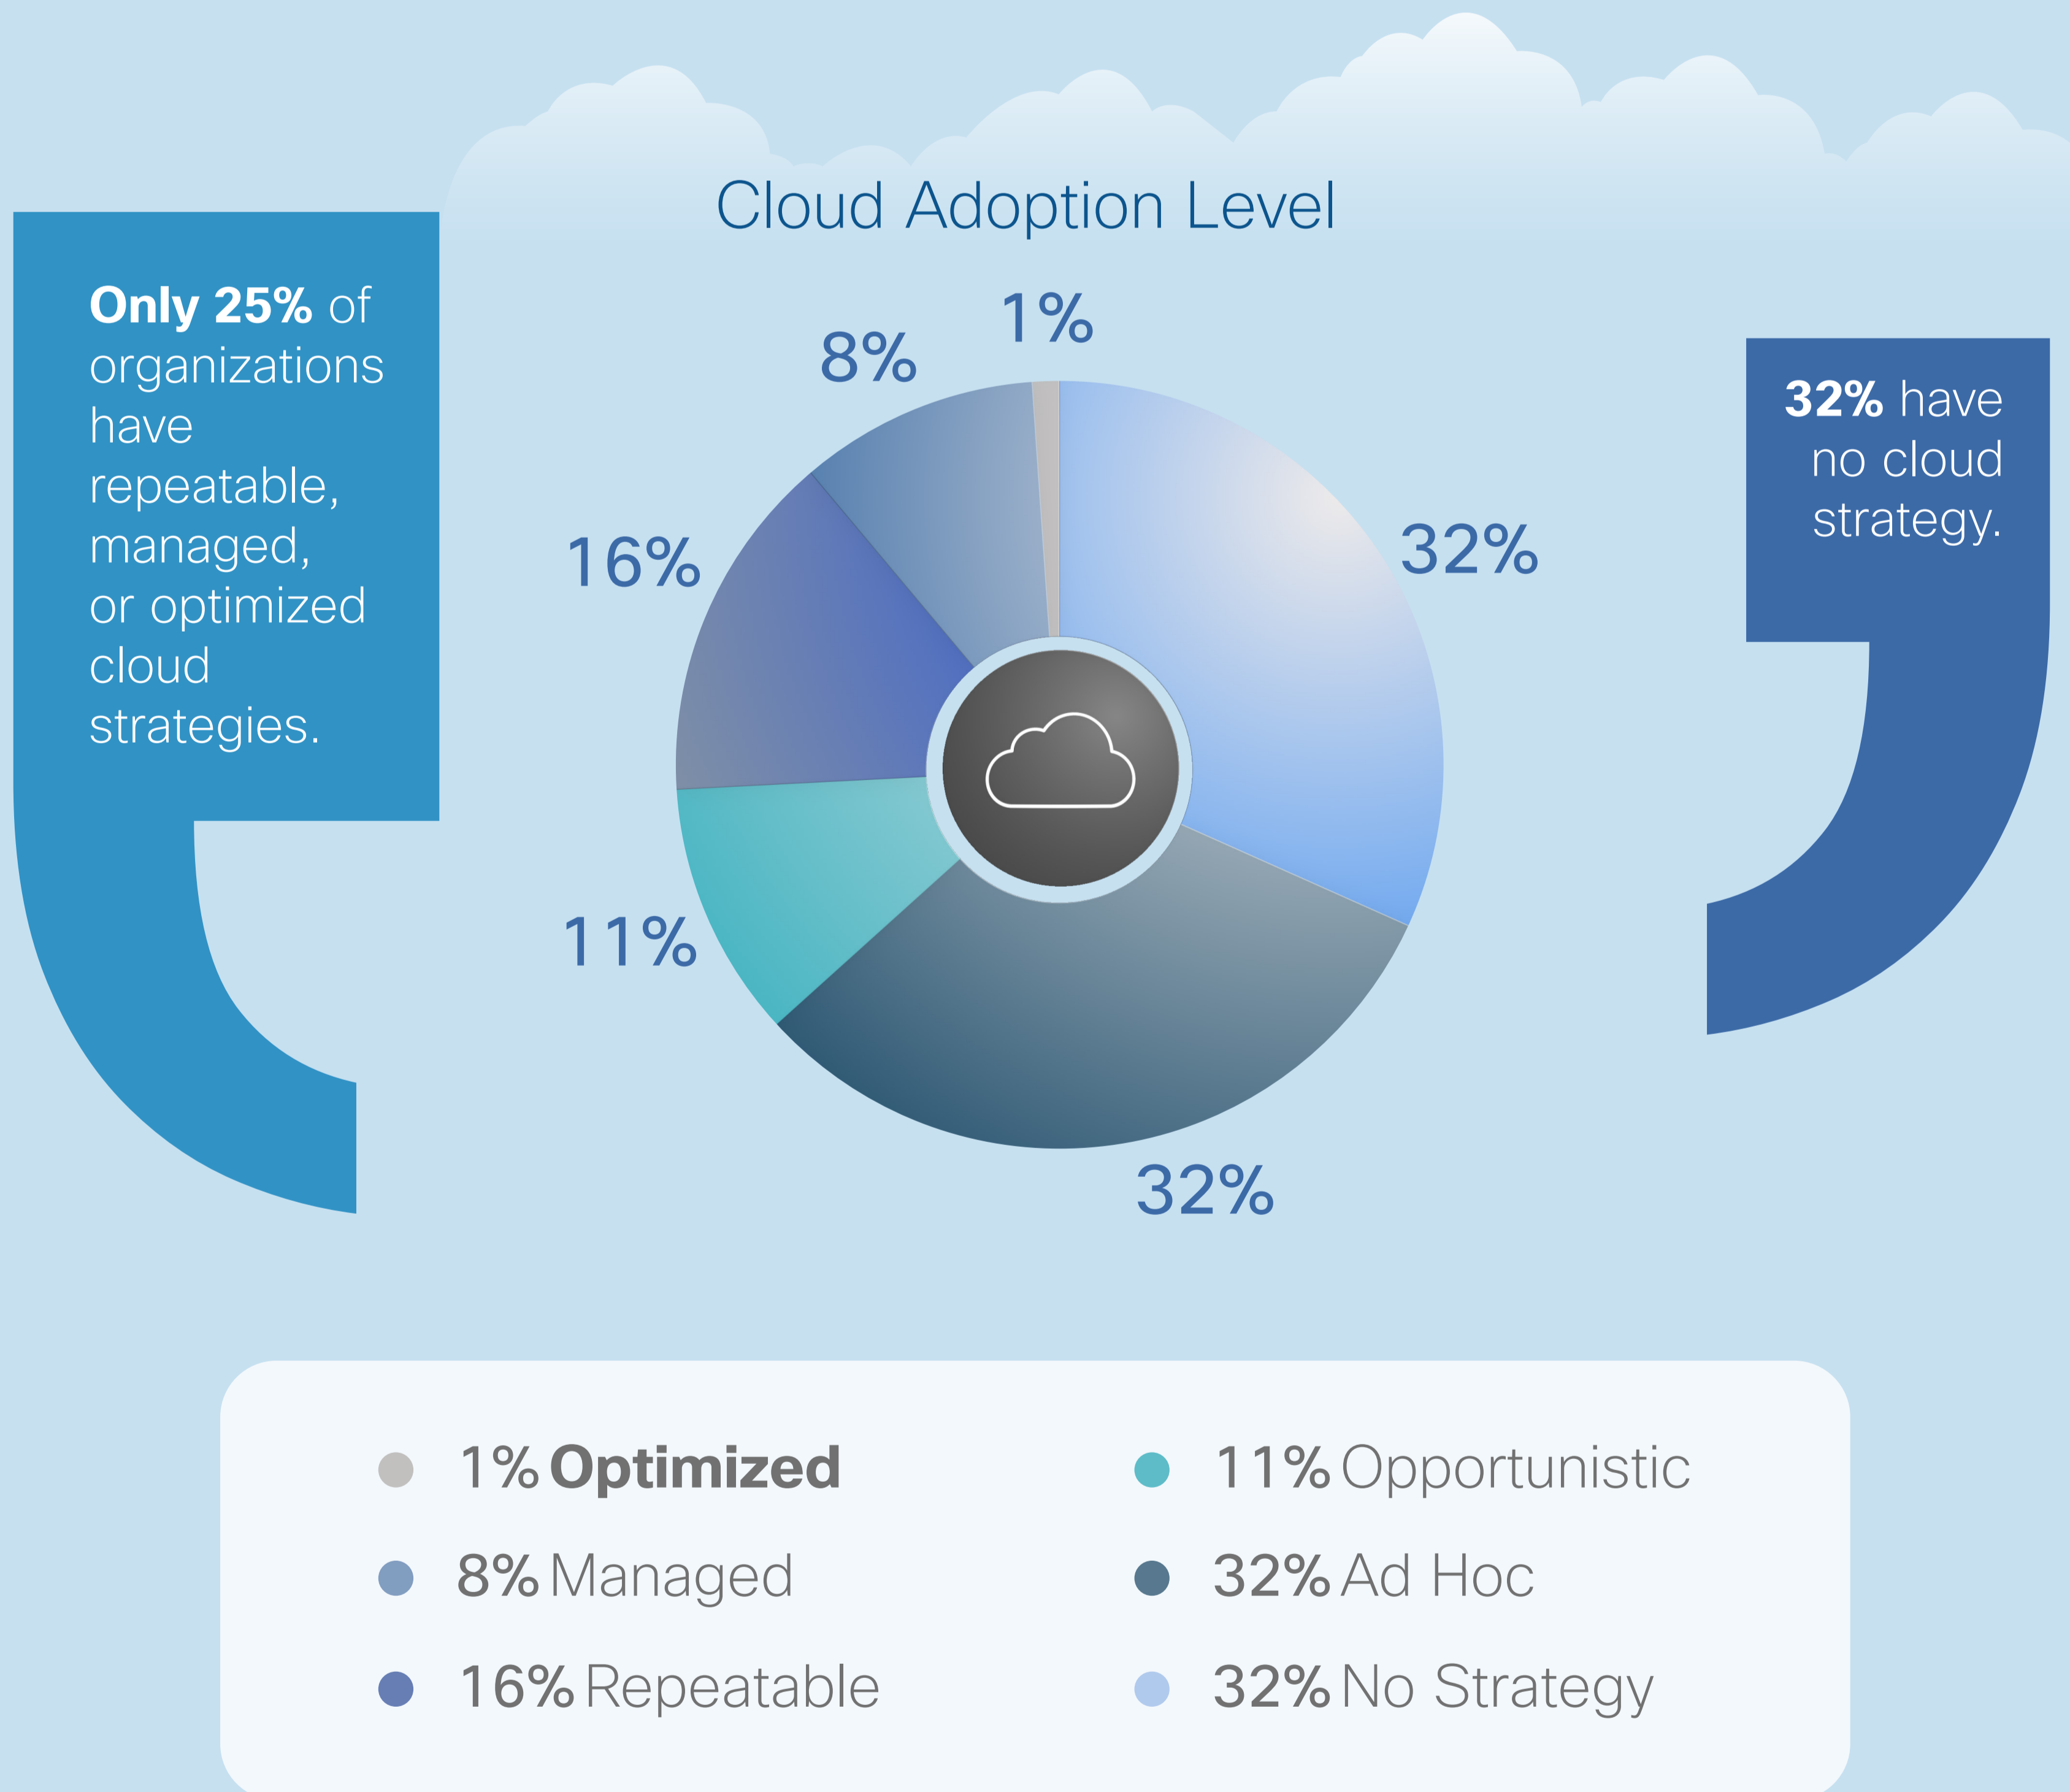 Cloud Adoption Level
Only 25% of
organizations
have
repeatable,
managed,
or optimized
cloud
strategies.
1%
8%
16%
11%
32%
32%
32% have
no cloud
strategy.
1% Optimized
8% Managed
16% Repeatable
11% Opportunistic
32% Ad Hoc
32% No Strategy